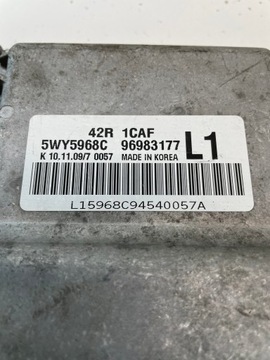 42R 1CAF
5WY5968C 96983177 L1
K 10.11.09/7 0057 MADE IN KOREA
L15968C94540057A